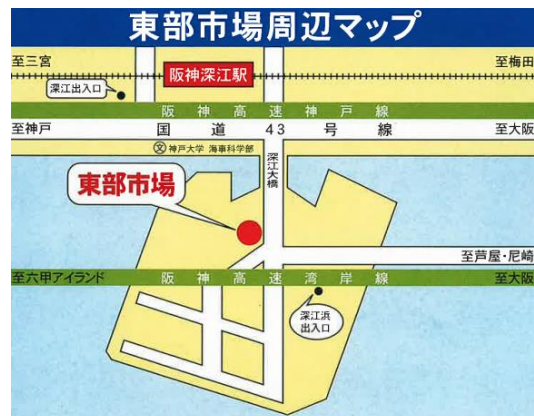 東部市場周辺マップ
至三宮
阪神深江駅
至梅田
深江出入口
阪神高速神戸線
至神戸
国道43号線
至大阪
文 神戸大学 海事科学部
深江大橋
東部市場
至芦屋・尼崎
至六甲アイランド
阪神高速湾岸線
至大阪
深江浜
出入口